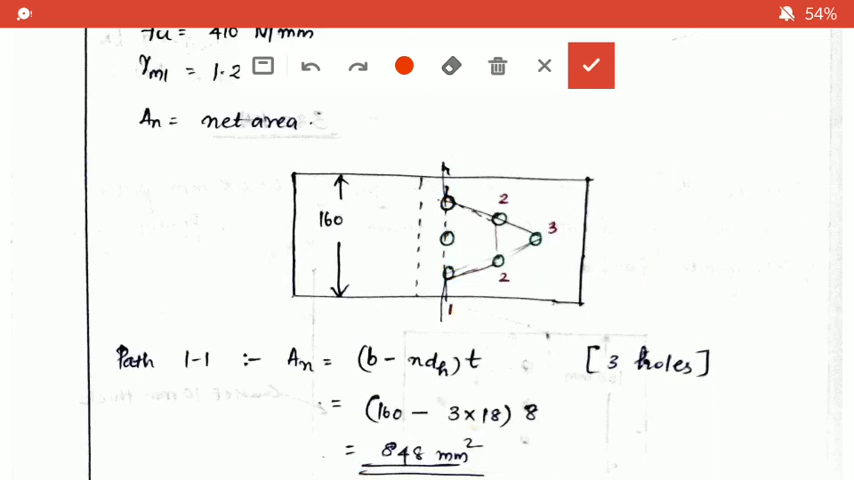 54%
fu = 410 N/mm
γm1 = 1.2
An = net area :-
1
2
160
3
2
1
Path 1-1 :- An = (b - ndh) t [3 holes]
= (160 - 3×18) 8
= 848 mm²